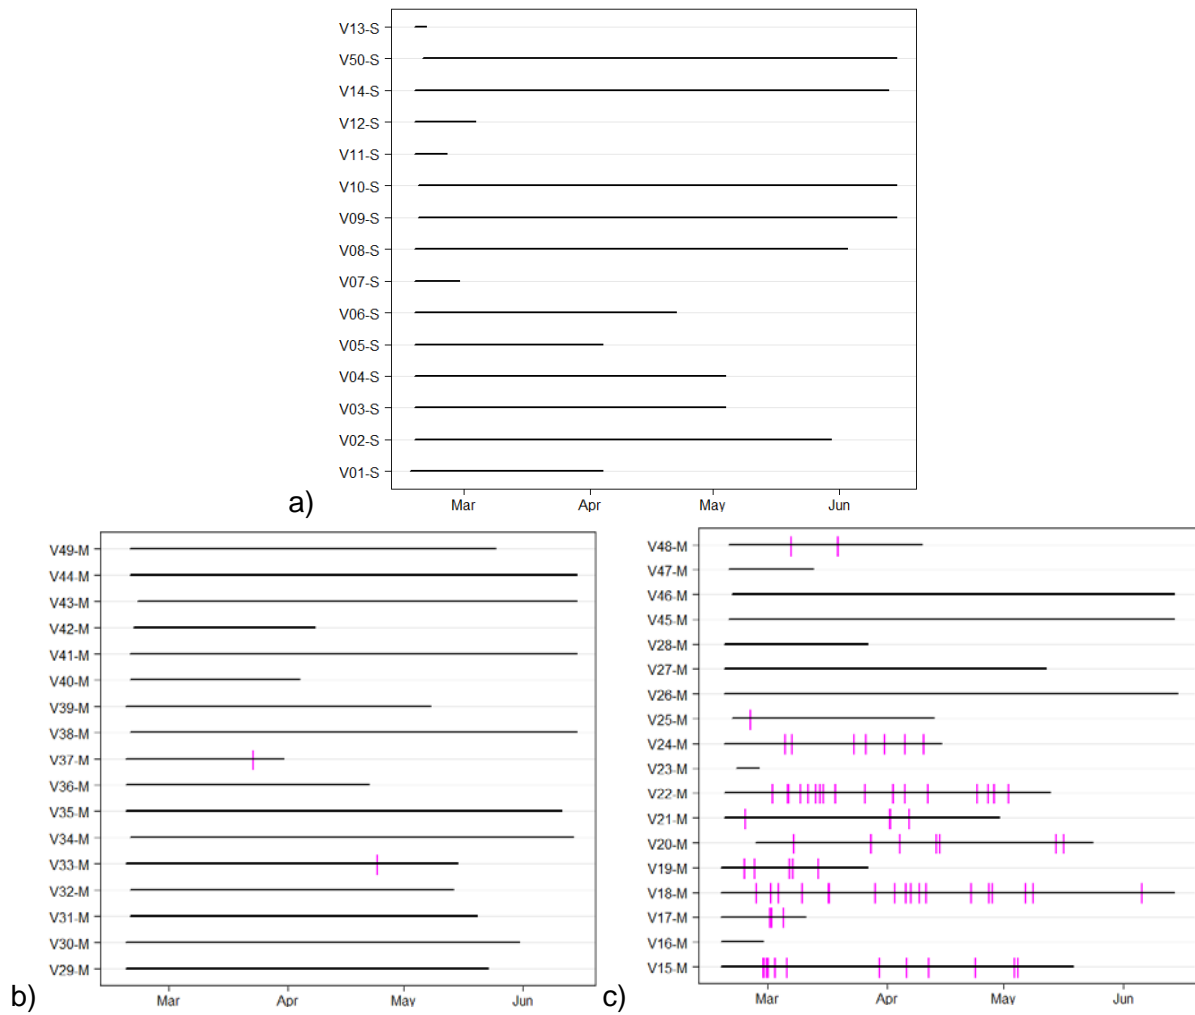 V13-S
V50-S
V14-S
V12-S
V11-S
V10-S
V09-S
V08-S
V07-S
V06-S
V05-S
V04-S
V03-S
V02-S
V01-S
Mar Apr May Jun
a)
V49-M
V44-M
V43-M
V42-M
V41-M
V40-M
V39-M
V38-M
V37-M
V36-M
V35-M
V34-M
V33-M
V32-M
V31-M
V30-M
V29-M
Mar Apr May Jun
b)
V48-M
V47-M
V46-M
V45-M
V28-M
V27-M
V26-M
V25-M
V24-M
V23-M
V22-M
V21-M
V20-M
V19-M
V18-M
V17-M
V16-M
V15-M
Mar Apr May Jun
c)